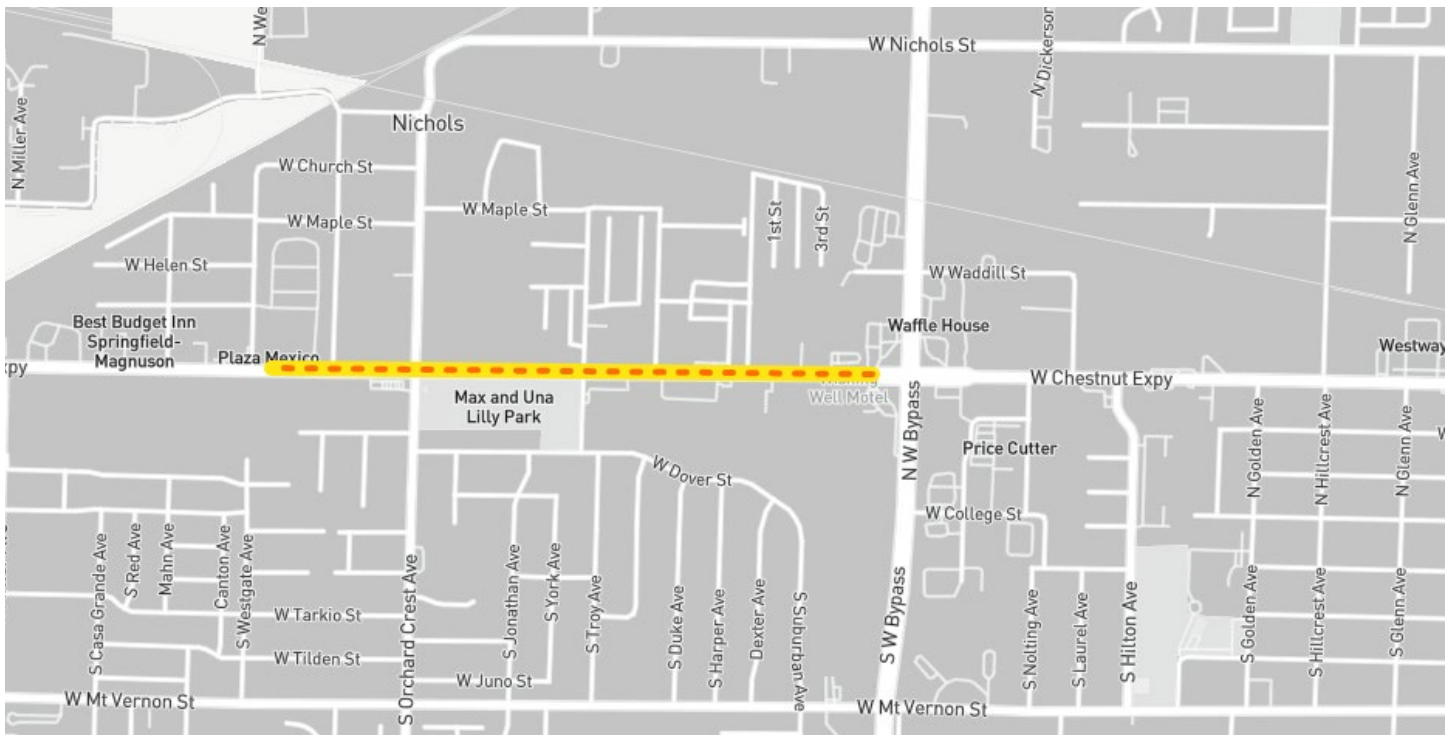 N We
W Nichols St
N Dickerson
N Miller Ave
Nichols
W Church St
N Glenn Ave
W Maple St
W Maple St
1st St
3rd St
W Helen St
W Waddill St
Best Budget Inn
Springfield-
Magnuson
Waffle House
Plaza Mexico
Westway
xpy
W Chestnut Expy
Well Motel
Max and Una
Lilly Park
N W Bypass
N Golden Ave
N Hillcrest Ave
N Glenn Ave
W
Price Cutter
W Dover St
W College St
S Casa Grande Ave
S Red Ave
Mahn Ave
Canton Ave
S Westgate Ave
S Orchard Crest Ave
S Jonathan Ave
S York Ave
S Troy Ave
S Duke Ave
S Harper Ave
Dexter Ave
S Suburban Ave
S W Bypass
S Nolting Ave
S Laurel Ave
S Hilton Ave
S Golden Ave
S Hillcrest Ave
S Glenn Ave
W Tarkio St
W Tilden St
W Juno St
W Mt Vernon St
W Mt Vernon St